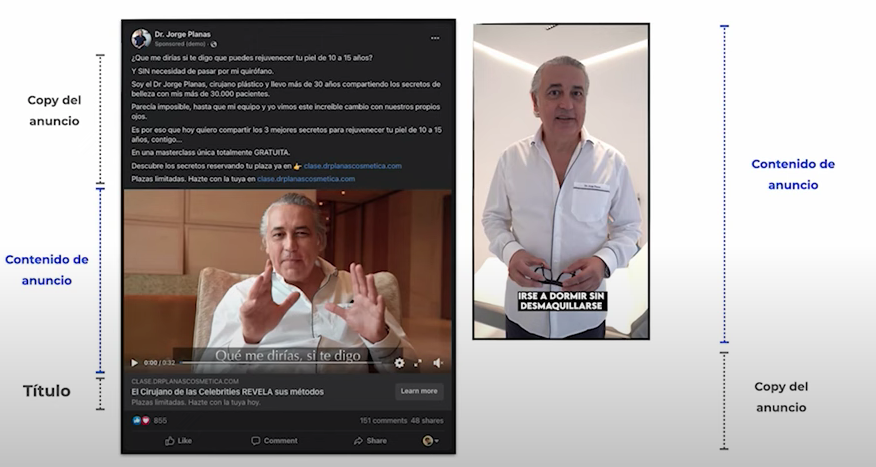 Dr. Jorge Planas
Sponsored (demo) ·
¿Que me dirías si te digo que puedes rejuvenecer tu piel de 10 a 15 años?
Y SIN necesidad de pasar por mi quirófano.
Soy el Dr Jorge Planas, cirujano plástico y llevo más de 30 años compartiendo los secretos de
belleza con mis más de 30.000 pacientes.
Parecía imposible, hasta que mi equipo y yo vimos este increíble cambio con nuestros propios
ojos.
Es por eso que hoy quiero compartir los 3 mejores secretos para rejuvenecer tu piel de 10 a 15
años, contigo...
En una masterclass única totalmente GRATUITA.
Descubre los secretos reservando tu plaza ya en 👉 clase.drplanascosmetica.com
Plazas limitadas. Hazte con la tuya en clase.drplanascosmetica.com
Copy del
anuncio
Contenido de
anuncio
Título
Qué me dirías, si te digo
0:00 / 0:32
CLASE.DRPLANASCOSMETICA.COM
El Cirujano de las Celebrities REVELA sus métodos
Plazas limitadas. Hazte con la tuya hoy.
Learn more
855
151 comments 46 shares
Like
Comment
Share
IRSE A DORMIR SIN
DESMAQUILLARSE
Contenido de
anuncio
Copy del
anuncio